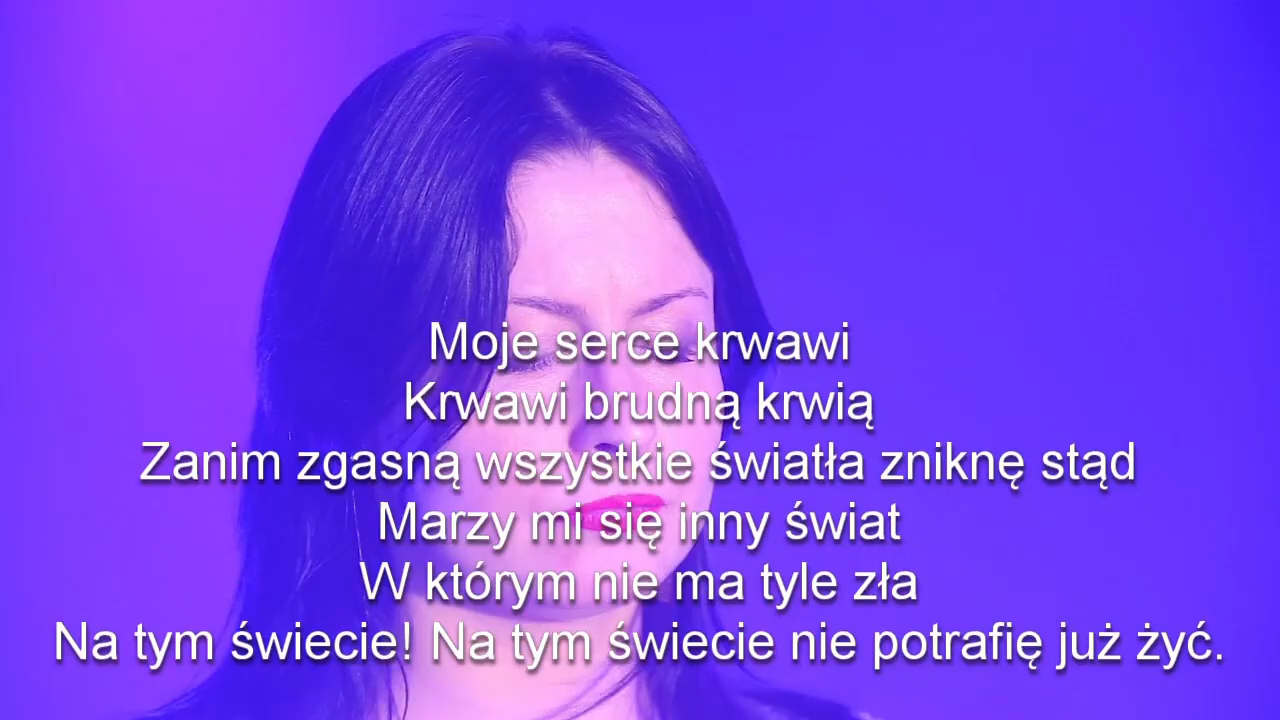 Moje serce krwawi
Krwawi brudną krwią
Zanim zgasną wszystkie światła zniknę stąd
Marzy mi się inny świat
W którym nie ma tyle zła
Na tym świecie! Na tym świecie nie potrafię już żyć.